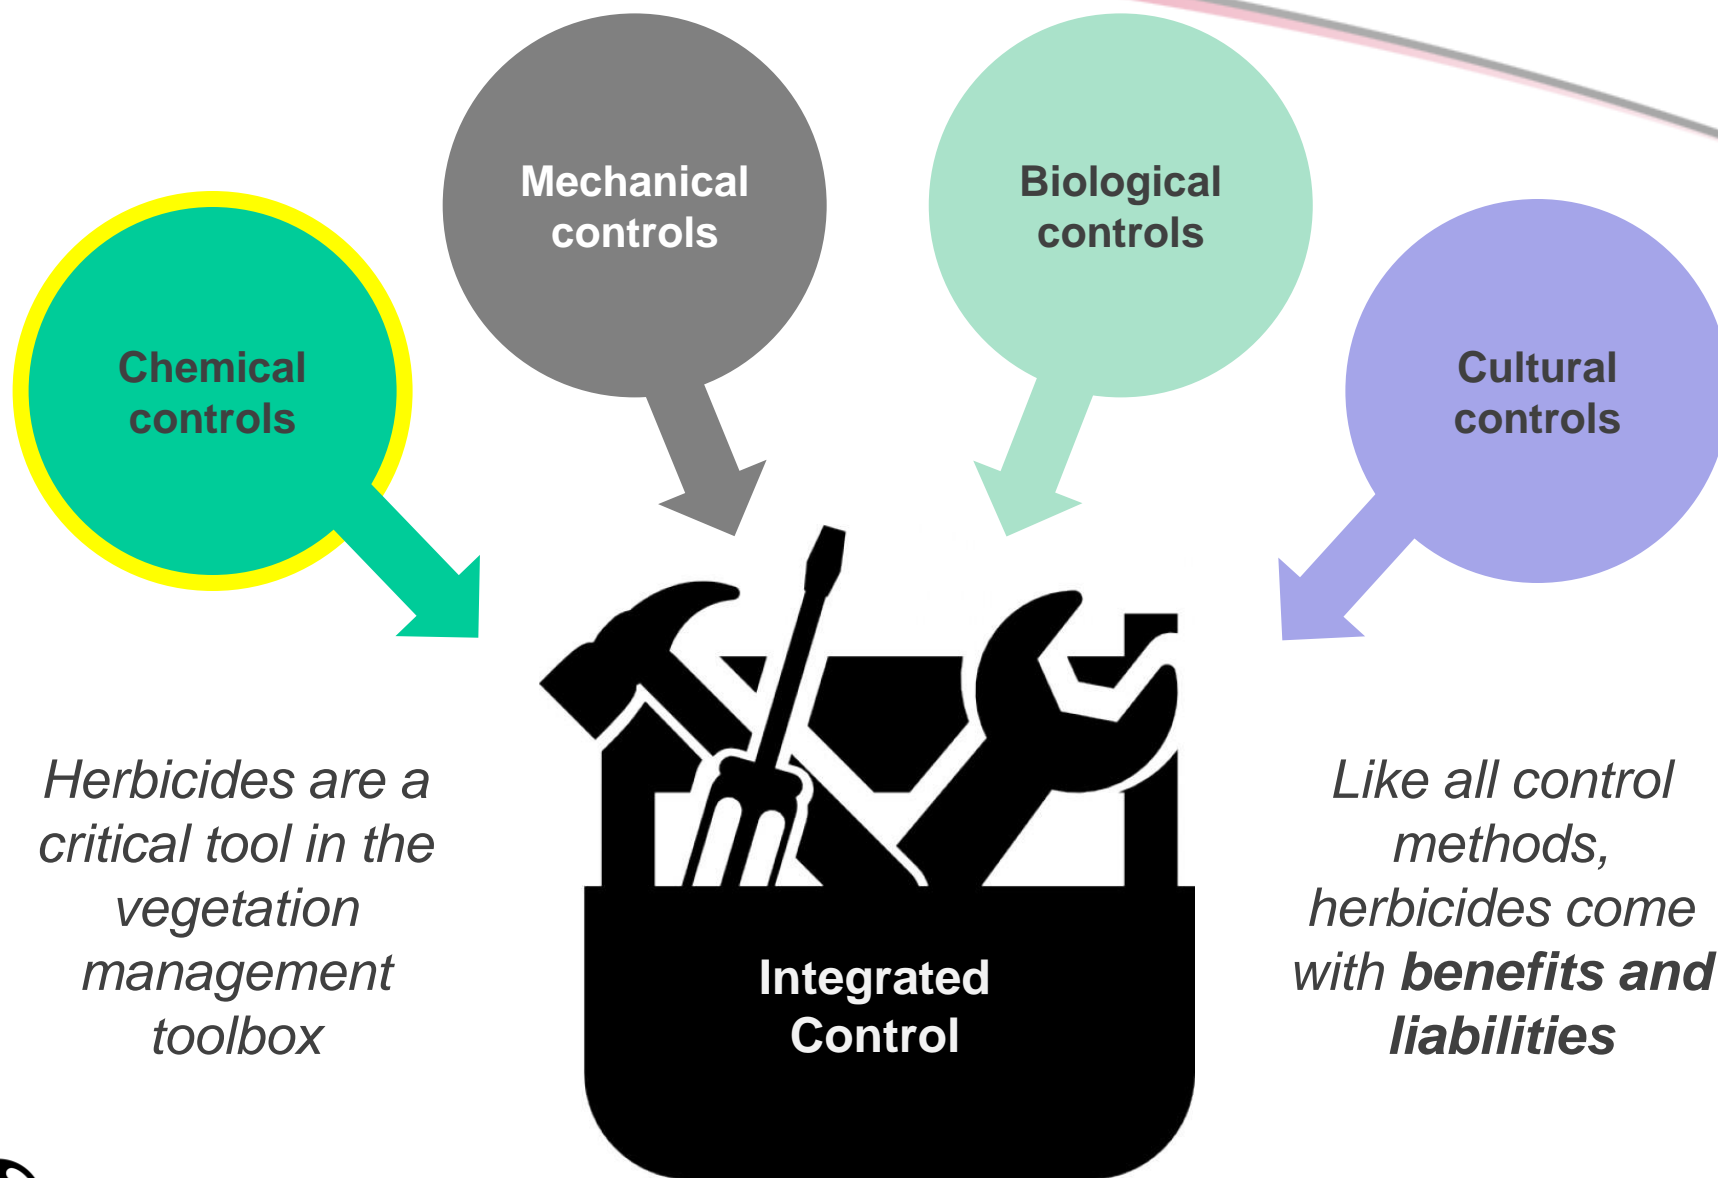 Mechanical
controls
Biological
controls
Chemical
controls
Cultural
controls
Herbicides are a
critical tool in the
vegetation
management
toolbox
Integrated
Control
Like all control
methods,
herbicides come
with benefits and
liabilities